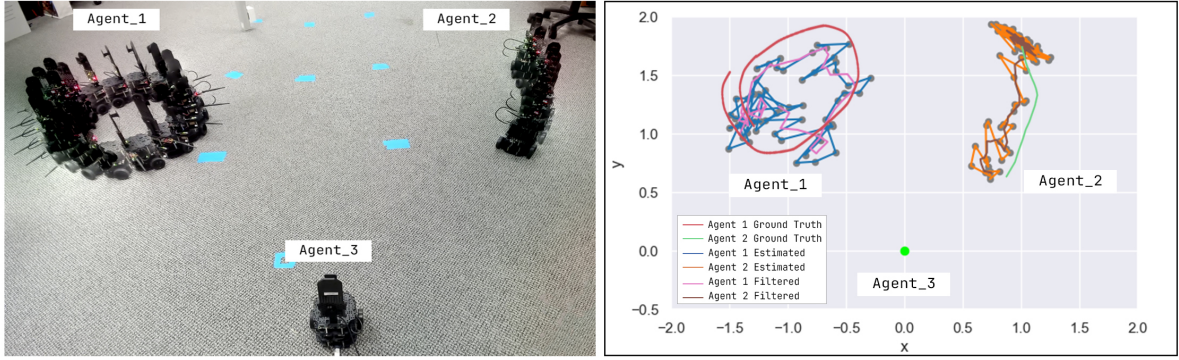 Agent_1
Agent_2
Agent_3
2.0
1.5
1.0
0.5
0.0
−0.5
y
Agent_1
Agent_2
Agent 1 Ground Truth
Agent 2 Ground Truth
Agent 1 Estimated
Agent 2 Estimated
Agent 1 Filtered
Agent 2 Filtered
Agent_3
−2.0 −1.5 −1.0 −0.5 0.0 0.5 1.0 1.5 2.0
x